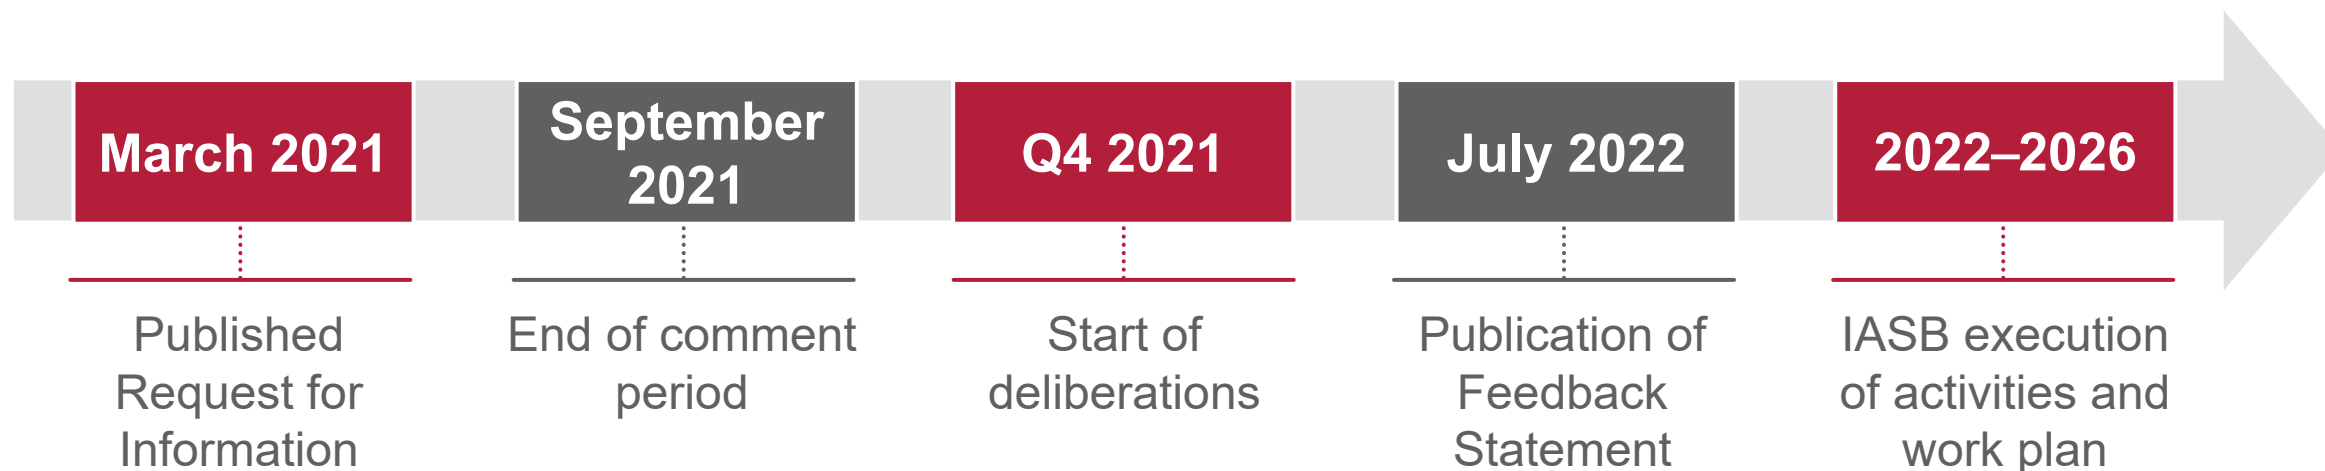 March 2021
September
2021
Q4 2021
July 2022
2022–2026
Published
Request for
Information
End of comment
period
Start of
deliberations
Publication of
Feedback
Statement
IASB execution
of activities and
work plan